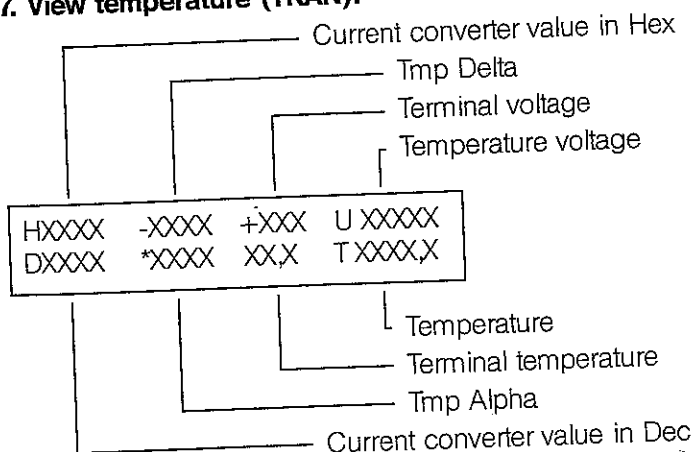 7. View temperature (TRAN).
Current converter value in Hex
Tmp Delta
Terminal voltage
Temperature voltage
HXXXX -XXXX +XXX U XXXXX
DXXXX *XXXX XX,X T XXXX,X
Temperature
Terminal temperature
Tmp Alpha
Current converter value in Dec